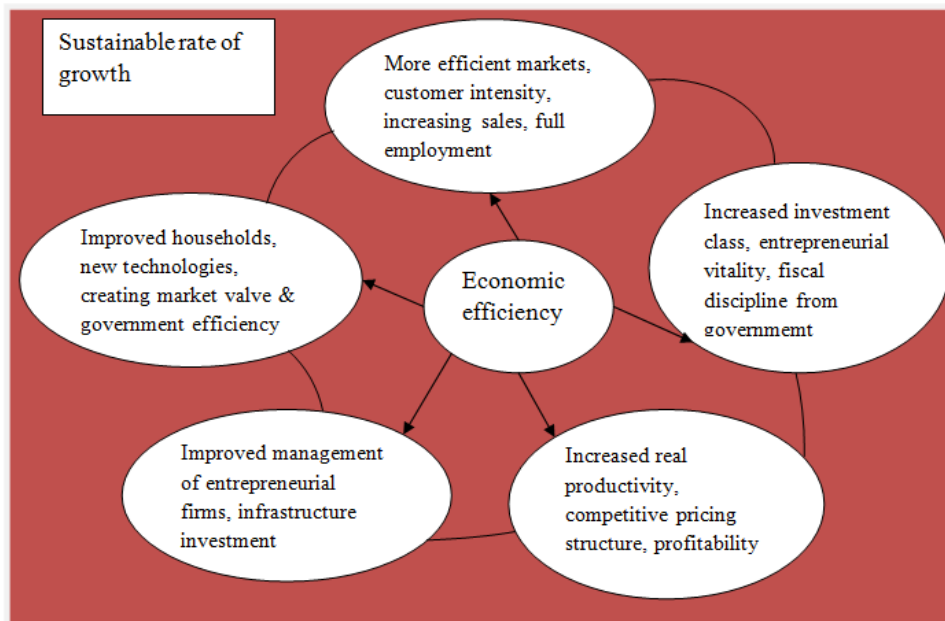 Sustainable rate of
growth
More efficient markets,
customer intensity,
increasing sales, full
employment
Improved households,
new technologies,
creating market valve &
government efficiency
Economic
efficiency
Increased investment
class, entrepreneurial
vitality, fiscal
discipline from
governmemt
Improved management
of entrepreneurial
firms, infrastructure
investment
Increased real
productivity,
competitive pricing
structure, profitability